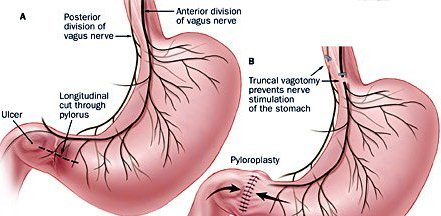 A
Posterior
division of
vagus nerve
Anterior division
of vagus nerve
Longitudinal
cut through
pylorus
Ulcer
B
Truncal vagotomy
prevents nerve
stimulation
of the stomach
Pyloroplasty